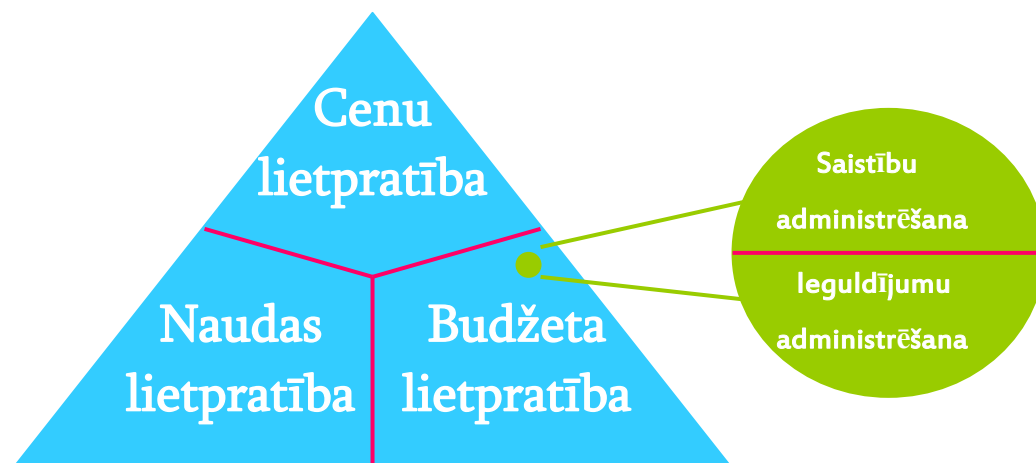 Cenu
lietpratība
Naudas
lietpratība
Budžeta
lietpratība
Saistību
administrēšana
Ieguldījumu
administrēšana